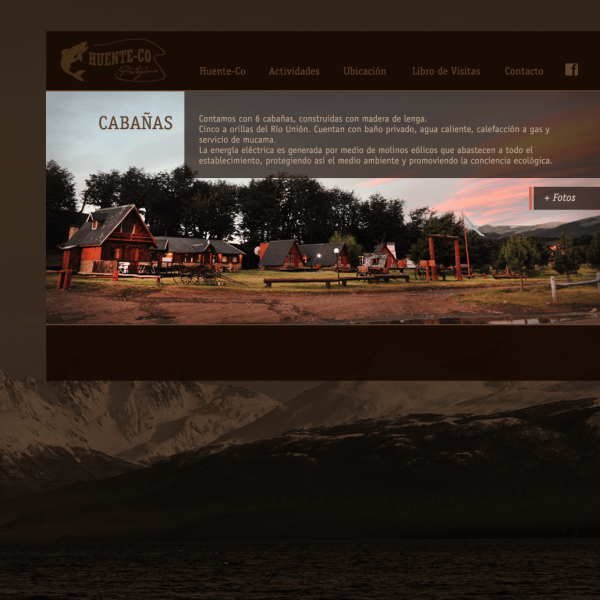 HUENTE-CO
Patagonia
Huente-Co
Actividades
Ubicación
Libro de Visitas
Contacto
CABAÑAS
Contamos con 6 cabañas, construidas con madera de lenga.
Cinco a orillas del Río Unión. Cuentan con baño privado, agua caliente, calefacción a gas y
servicio de mucama.
La energía eléctrica es generada por medio de molinos eólicos que abastecen a todo el
establecimiento, protegiendo así el medio ambiente y promoviendo la conciencia ecológica.
+ Fotos